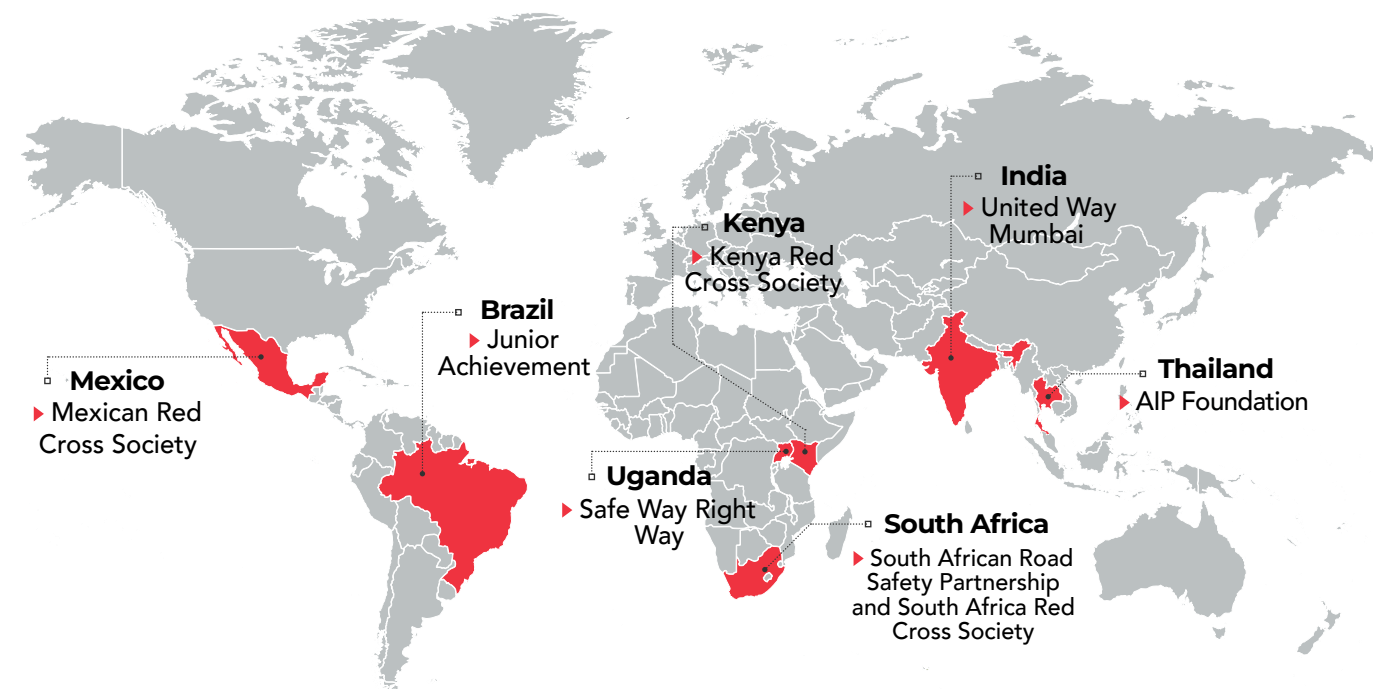 India
United Way
Mumbai
Kenya
Kenya Red
Cross Society
Brazil
Junior
Achievement
Mexico
Mexican Red
Cross Society
Thailand
AIP Foundation
Uganda
Safe Way Right
Way
South Africa
South African Road
Safety Partnership
and South Africa Red
Cross Society